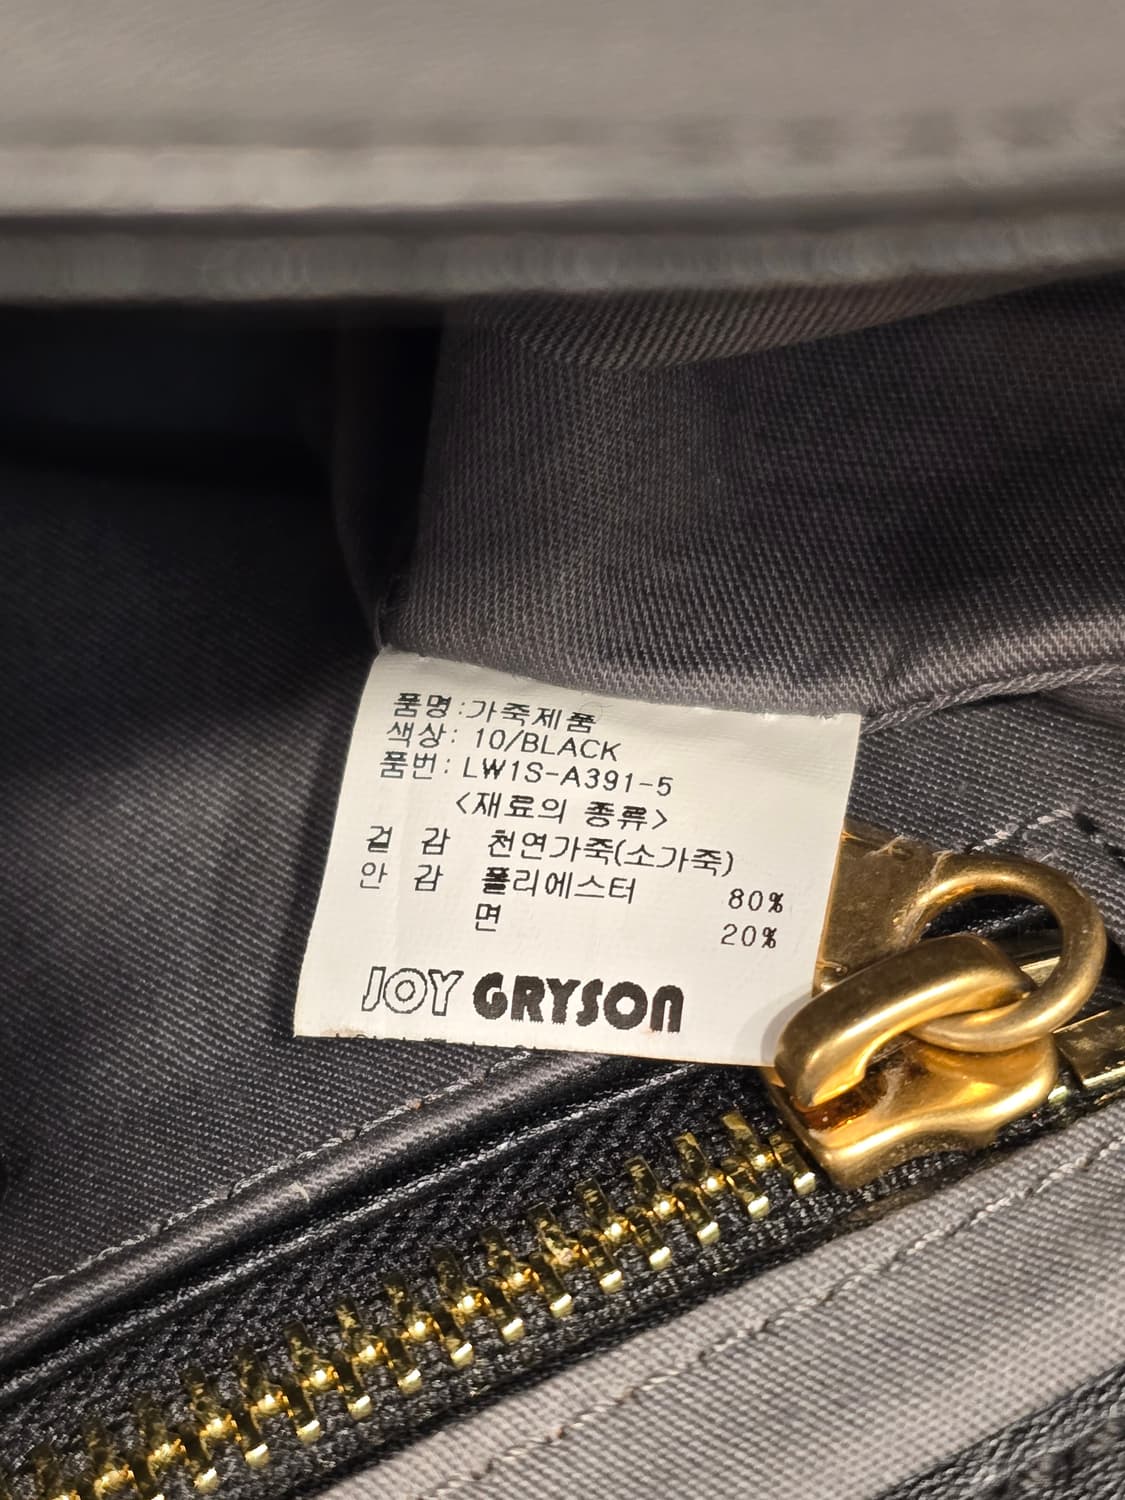 품명:가죽제품
색상: 10/BLACK
품번: LW1S-A391-5
<재료의 종류>
겉 감 천연가죽(소가죽)
안 감 폴리에스터 80%
면 20%
JOY GRYSON